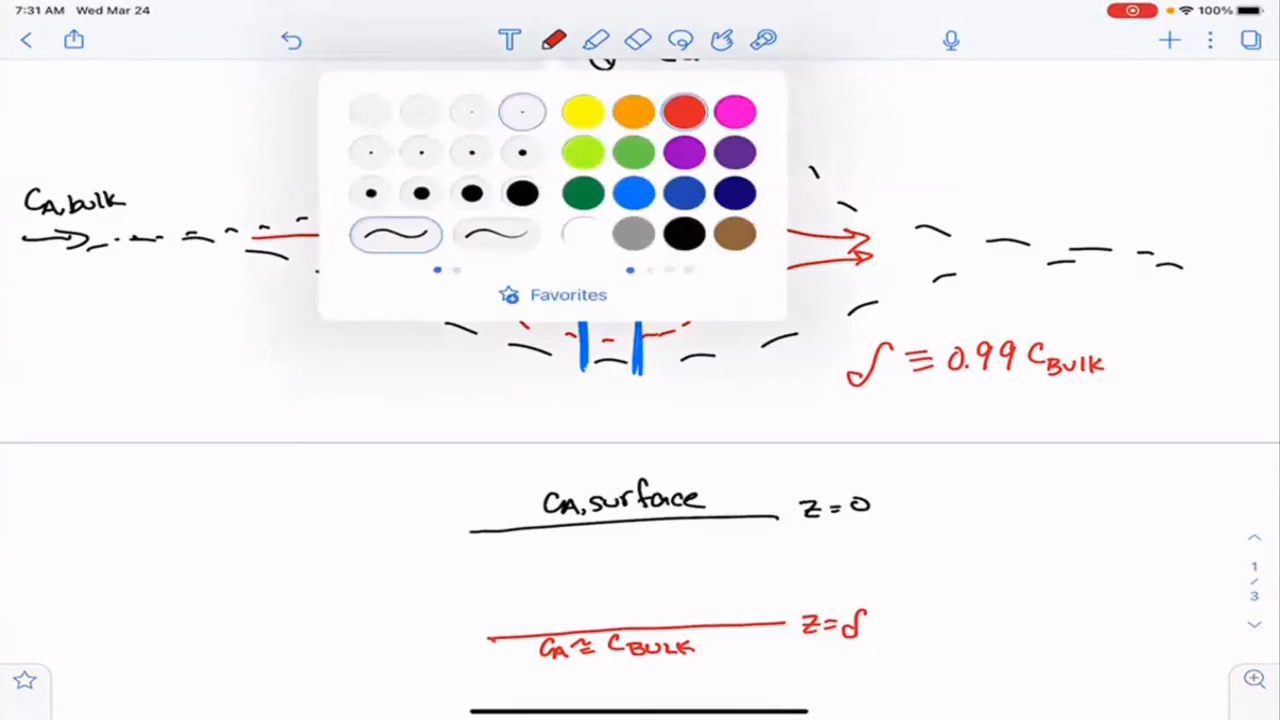 7:31 AM Wed Mar 24
100%
T
CA,bulk
Favorites
δ ≡ 0.99 CBULK
CA,surface z=0
1
/
3
z=δ
CA ≅ CBULK